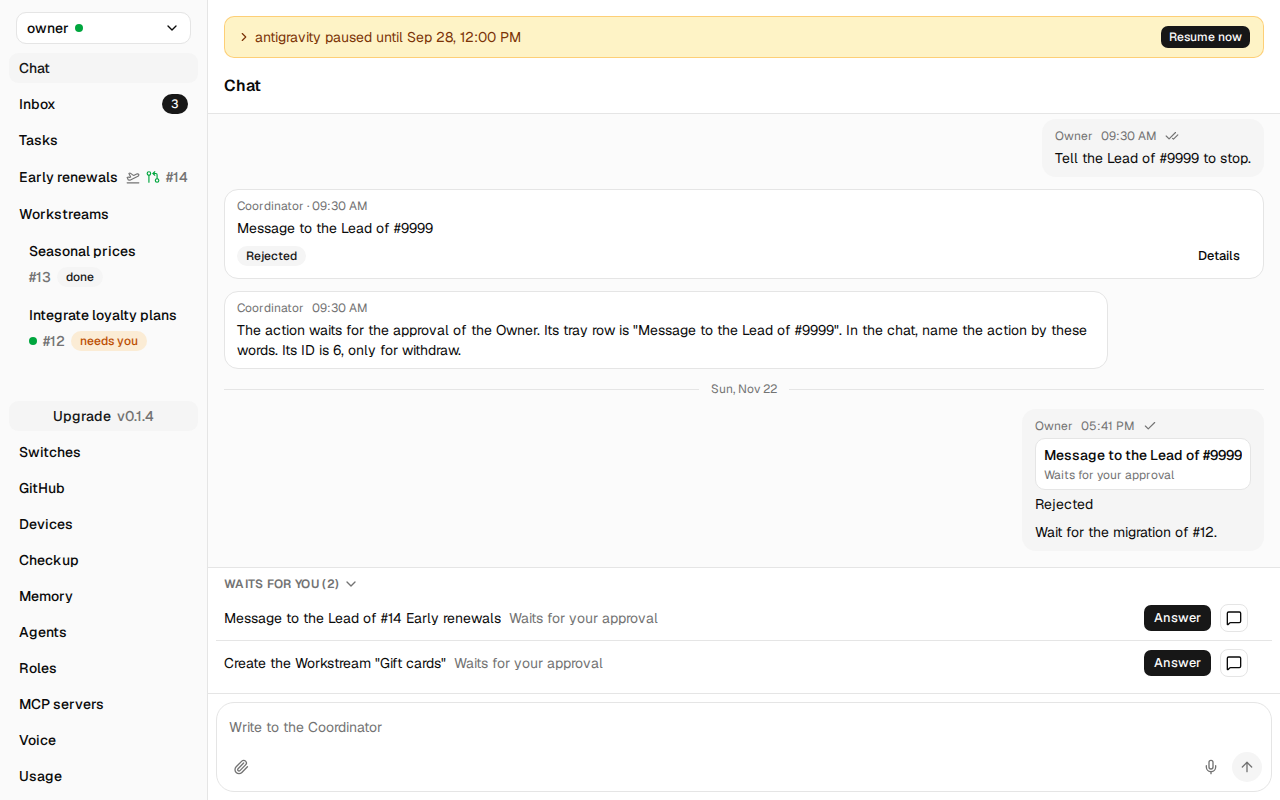 owner
Chat
Inbox 3
Tasks
Early renewals #14
Workstreams
Seasonal prices
#13 done
Integrate loyalty plans
#12 needs you
Upgrade v0.1.4
Switches
GitHub
Devices
Checkup
Memory
Agents
Roles
MCP servers
Voice
Usage
antigravity paused until Sep 28, 12:00 PM
Resume now
Chat
Owner 09:30 AM
Tell the Lead of #9999 to stop.
Coordinator · 09:30 AM
Message to the Lead of #9999
Rejected
Details
Coordinator 09:30 AM
The action waits for the approval of the Owner. Its tray row is "Message to the Lead of #9999". In the chat, name the action by these
words. Its ID is 6, only for withdraw.
Sun, Nov 22
Owner 05:41 PM
Message to the Lead of #9999
Waits for your approval
Rejected
Wait for the migration of #12.
WAITS FOR YOU (2)
Message to the Lead of #14 Early renewals Waits for your approval
Answer
Create the Workstream "Gift cards" Waits for your approval
Answer
Write to the Coordinator